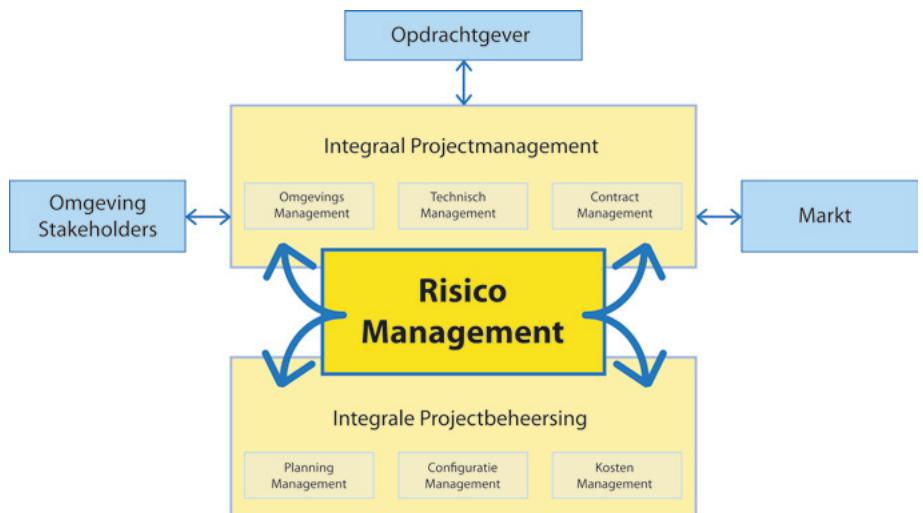 Opdrachtgever
Integraal Projectmanagement
Omgevings
Management
Technisch
Management
Contract
Management
Omgeving
Stakeholders
Markt
Risico
Management
Integrale Projectbeheersing
Planning
Management
Configuratie
Management
Kosten
Management